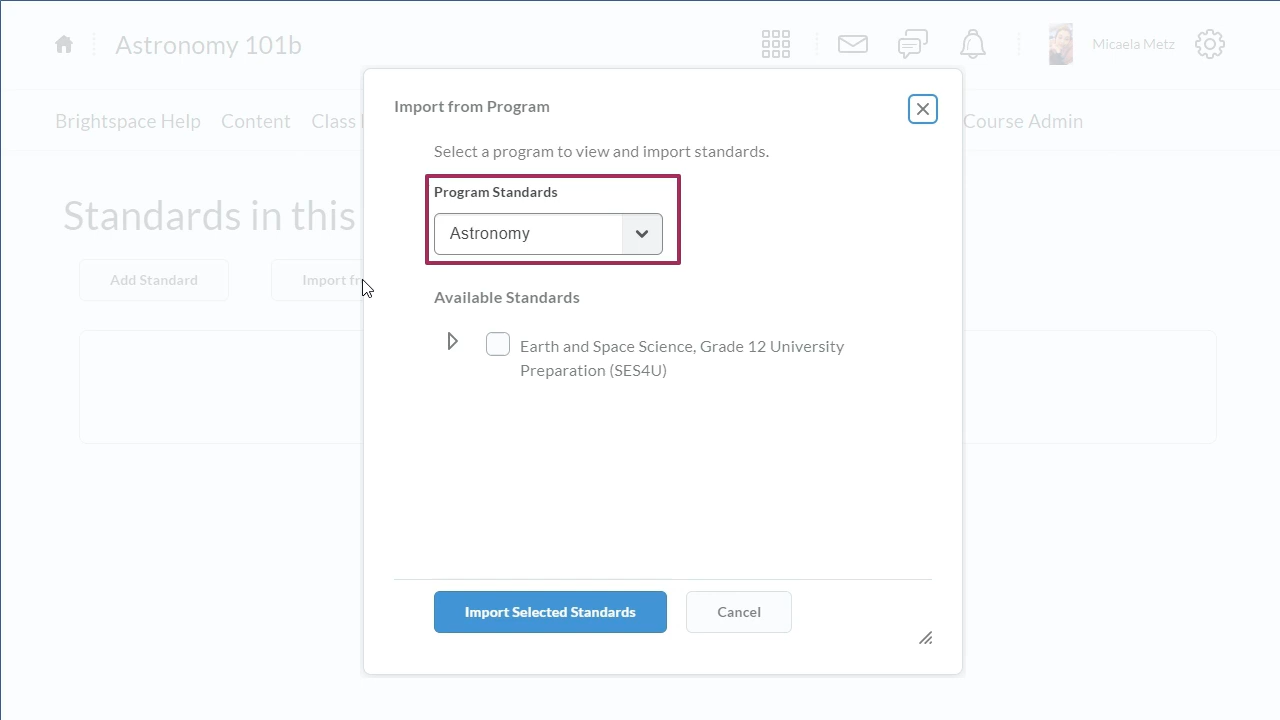 Astronomy 101b
Micaela Metz
Brightspace Help Content Class
Course Admin
Standards in this
Add Standard
Import fr
Import from Program
Select a program to view and import standards.
Program Standards
Astronomy
Available Standards
Earth and Space Science, Grade 12 University
Preparation (SES4U)
Import Selected Standards
Cancel